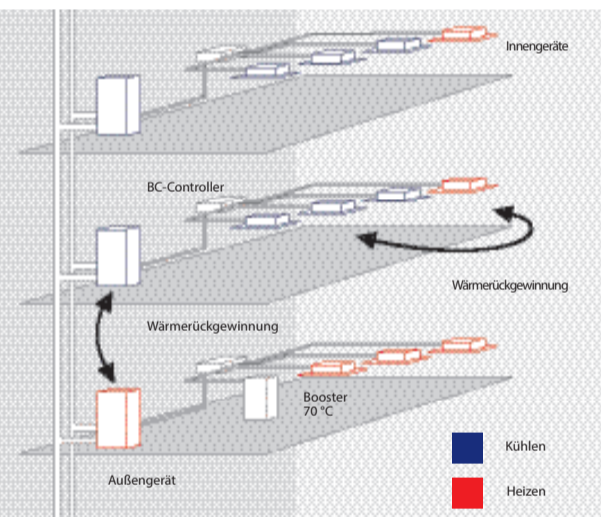 Innengeräte
BC-Controller
Wärmerückgewinnung
Wärmerückgewinnung
Booster
70 °C
Kühlen
Außengerät
Heizen